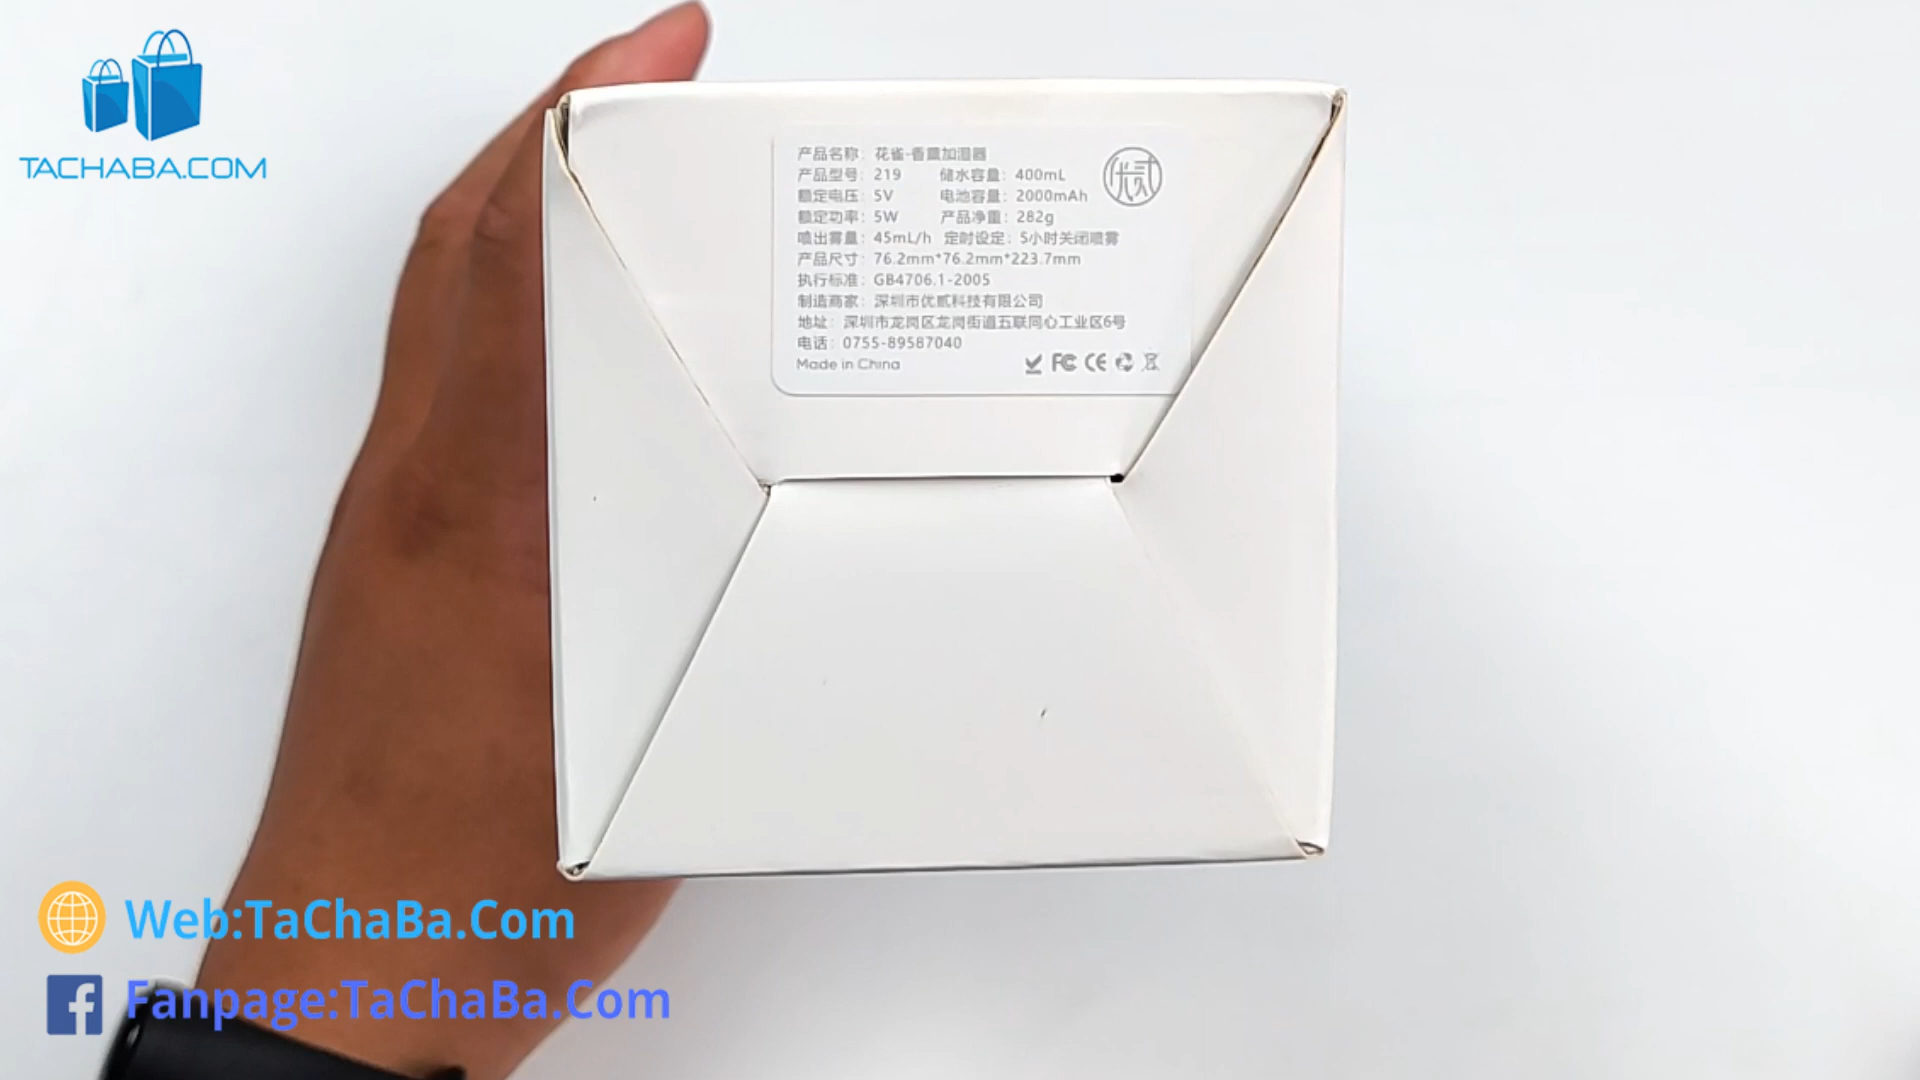 TACHABA.COM
产品名称：花雀-香薰加湿器
产品型号：219 储水容量：400mL
额定电压：5V 电池容量：2000mAh
额定功率：5W 产品净重：282g
喷出雾量：45mL/h 定时设定：5小时关闭喷雾
产品尺寸：76.2mm*76.2mm*223.7mm
执行标准：GB4706.1-2005
制造商家：深圳市优贰科技有限公司
地址：深圳市龙岗区龙岗街道五联同心工业区6号
电话：0755-89587040
Made in China FC CE
优贰
Web:TaChaBa.Com
Fanpage:TaChaBa.Com